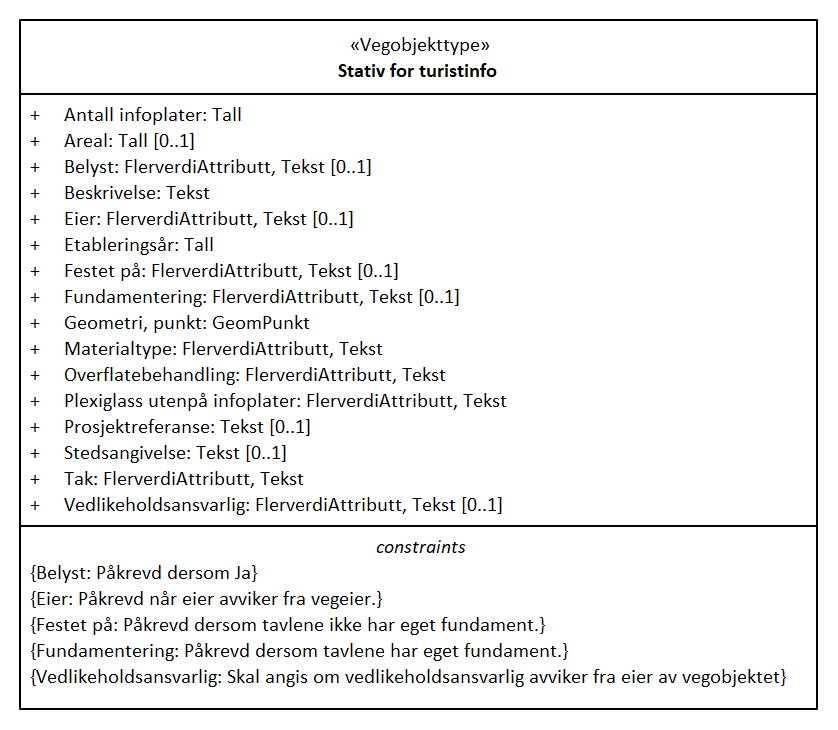 «Vegobjekttype»
Stativ for turistinfo
+ Antall infoplater: Tall
+ Areal: Tall [0..1]
+ Belyst: FlerverdiAttributt, Tekst [0..1]
+ Beskrivelse: Tekst
+ Eier: FlerverdiAttributt, Tekst [0..1]
+ Etableringsår: Tall
+ Festet på: FlerverdiAttributt, Tekst [0..1]
+ Fundamentering: FlerverdiAttributt, Tekst [0..1]
+ Geometri, punkt: GeomPunkt
+ Materialtype: FlerverdiAttributt, Tekst
+ Overflatebehandling: FlerverdiAttributt, Tekst
+ Plexiglass utenpå infoplater: FlerverdiAttributt, Tekst
+ Prosjektreferanse: Tekst [0..1]
+ Stedsangivelse: Tekst [0..1]
+ Tak: FlerverdiAttributt, Tekst
+ Vedlikeholdsansvarlig: FlerverdiAttributt, Tekst [0..1]
constraints
{Belyst: Påkrevd dersom Ja}
{Eier: Påkrevd når eier avviker fra vegeier.}
{Festet på: Påkrevd dersom tavlene ikke har eget fundament.}
{Fundamentering: Påkrevd dersom tavlene har eget fundament.}
{Vedlikeholdsansvarlig: Skal angis om vedlikeholdsansvarlig avviker fra eier av vegobjektet}